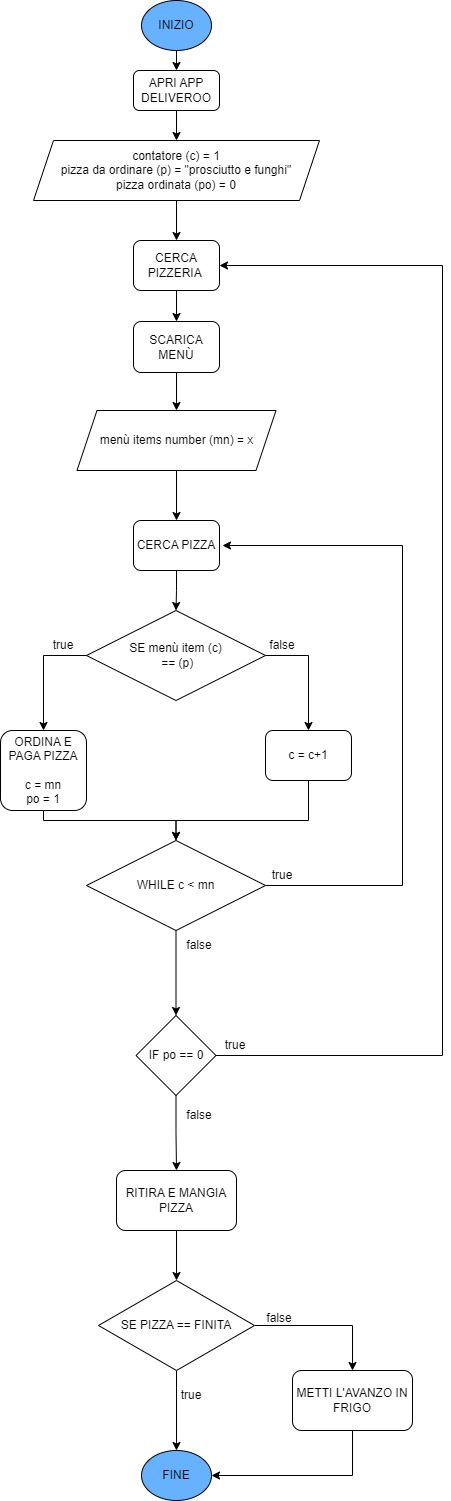 INIZIO
APRI APP
DELIVEROO
contatore (c) = 1
pizza da ordinare (p) = "prosciutto e funghi"
pizza ordinata (po) = 0
CERCA
PIZZERIA
SCARICA
MENÙ
menù items number (mn) = x
CERCA PIZZA
SE menù item (c)
== (p)
true
false
ORDINA E
PAGA PIZZA
c = mn
po = 1
c = c+1
WHILE c < mn
true
false
IF po == 0
true
false
RITIRA E MANGIA
PIZZA
SE PIZZA == FINITA
false
true
METTI L'AVANZO IN
FRIGO
FINE